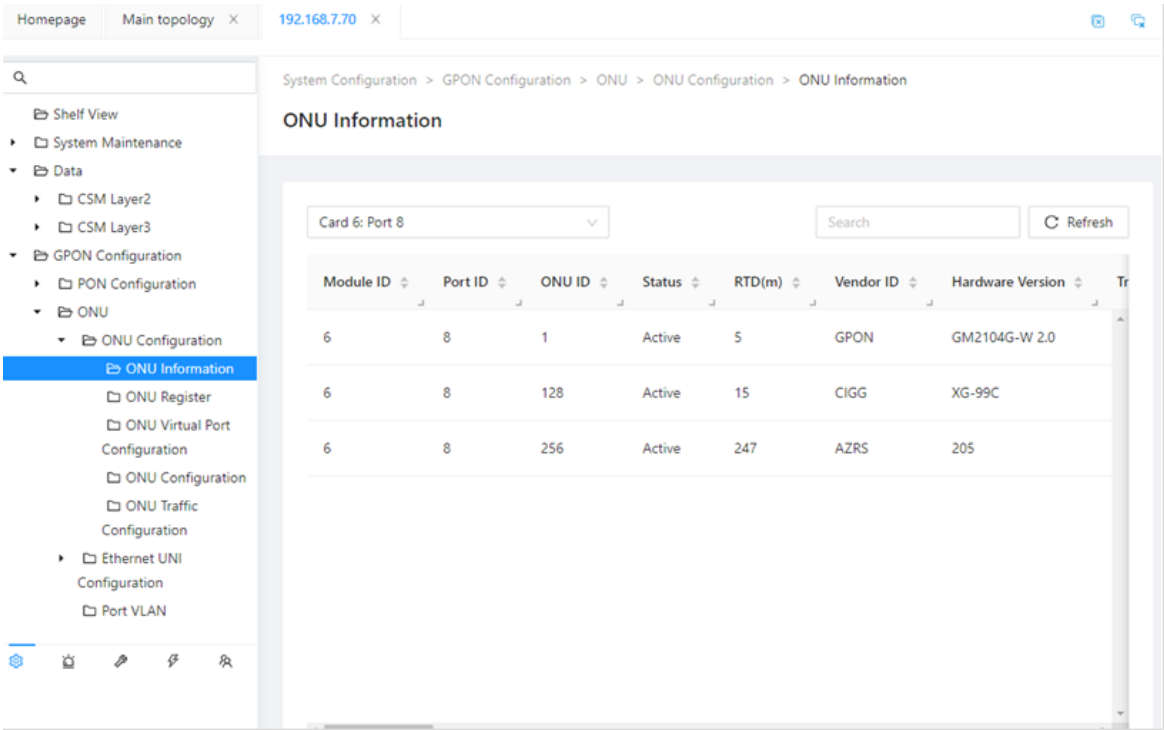 Homepage
Main topology
192.168.7.70
System Configuration > GPON Configuration > ONU > ONU Configuration > ONU Information
ONU Information
Shelf View
System Maintenance
Data
CSM Layer2
CSM Layer3
GPON Configuration
PON Configuration
ONU
ONU Configuration
ONU Information
ONU Register
ONU Virtual Port
Configuration
ONU Configuration
ONU Traffic
Configuration
Ethernet UNI
Configuration
Port VLAN
Card 6: Port 8
Search
Refresh
Module ID Port ID ONU ID Status RTD(m) Vendor ID Hardware Version Tr
6 8 1 Active 5 GPON GM2104G-W 2.0
6 8 128 Active 15 CIGG XG-99C
6 8 256 Active 247 AZRS 205